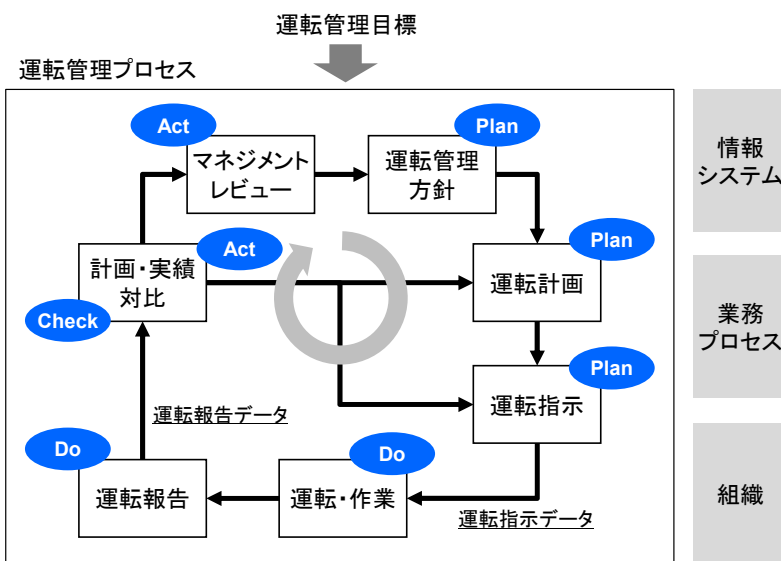 運転管理目標
運転管理プロセス
Act
マネジメント
レビュー
Plan
運転管理
方針
情報
システム
計画・実績
対比
Act
Check
Plan
運転計画
業務
プロセス
Plan
運転指示
運転報告データ
Do
運転報告
Do
運転・作業
運転指示データ
組織